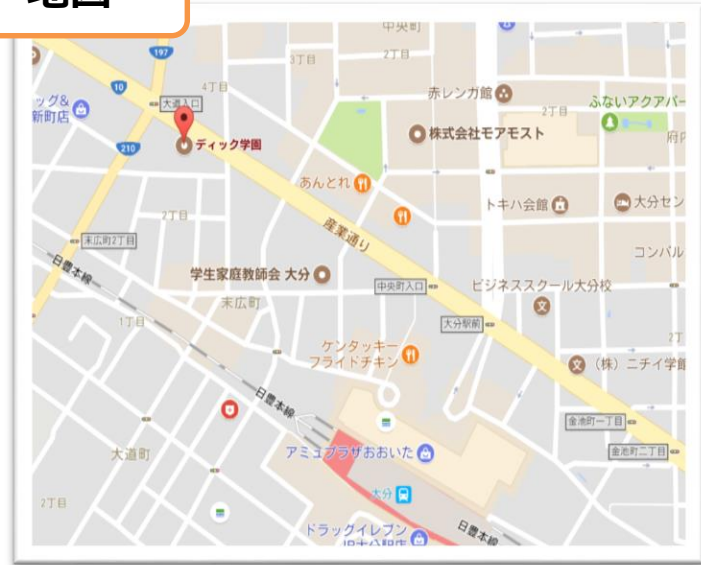 地図
中央町
2丁目
3丁目
197
10
4丁目
大道入口
赤レンガ館
2丁目
ふないアクアパー
ッグ&
新町店
株式会社モアモスト
府内
210
ディック学園
あんとれ
トキハ会館
大分セン
2丁目
産業通り
末広町2丁目
コンパル
日豊本線
学生家庭教師会 大分
中央町入口
ビジネススクール大分校
末広町
1丁目
大分駅前
ケンタッキー
フライドチキン
2丁
(株)ニチイ学館
日豊本線
金池町一丁目
大道町
アミュプラザおおいた
金池町二丁目
大分
2丁目
ドラッグイレブン
JR大分駅店
日豊本線